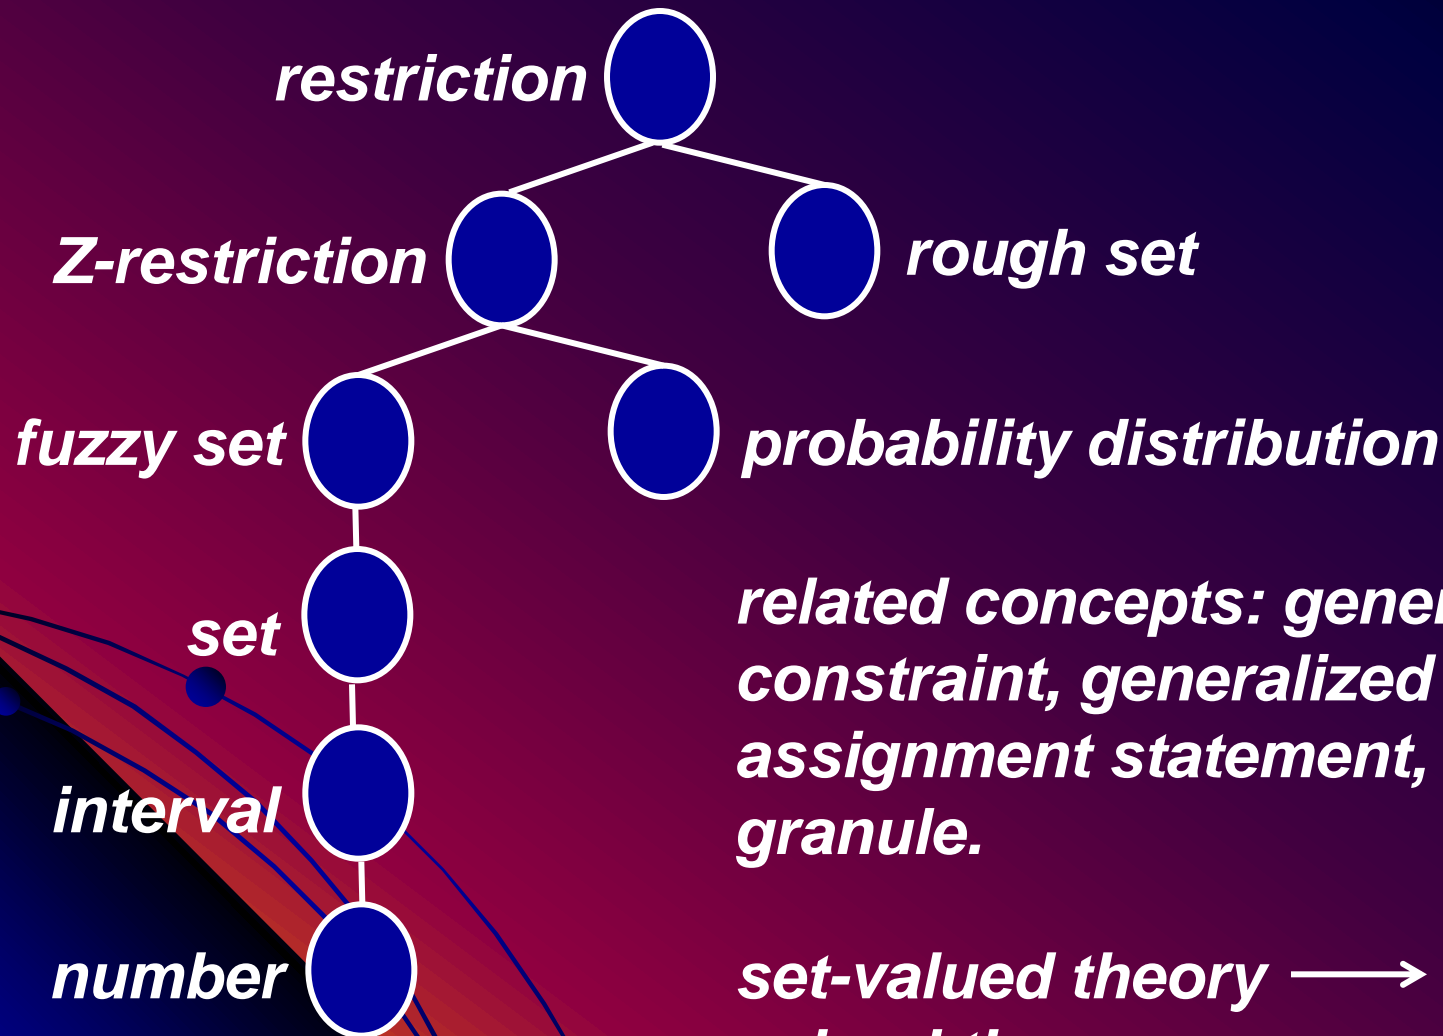 restriction
Z-restriction
rough set
fuzzy set
probability distribution
related concepts:
set
constraint, generalized
assignment statement,
interval
granule.
number
set-valued theory →